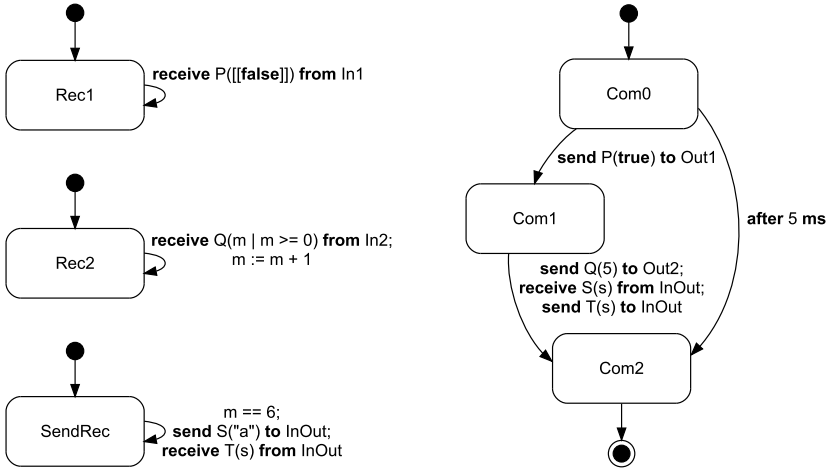 Rec1
receive P([[false]]) from In1
Rec2
receive Q(m | m >= 0) from In2;
m := m + 1
SendRec
m == 6;
send S("a") to InOut;
receive T(s) from InOut
Com0
send P(true) to Out1
Com1
after 5 ms
send Q(5) to Out2;
receive S(s) from InOut;
send T(s) to InOut
Com2